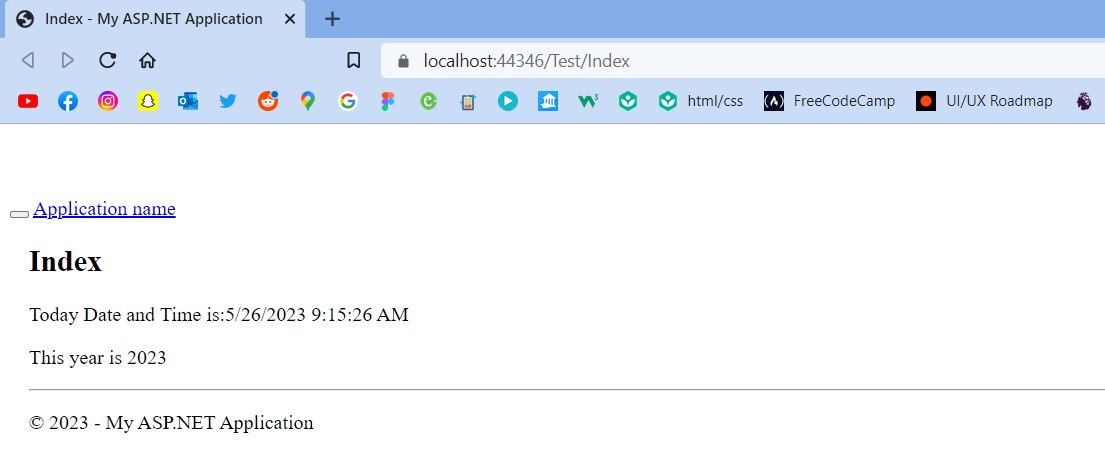 Index - My ASP.NET Application
localhost:44346/Test/Index
html/css FreeCodeCamp UI/UX Roadmap
Application name
Index
Today Date and Time is:5/26/2023 9:15:26 AM
This year is 2023
© 2023 - My ASP.NET Application